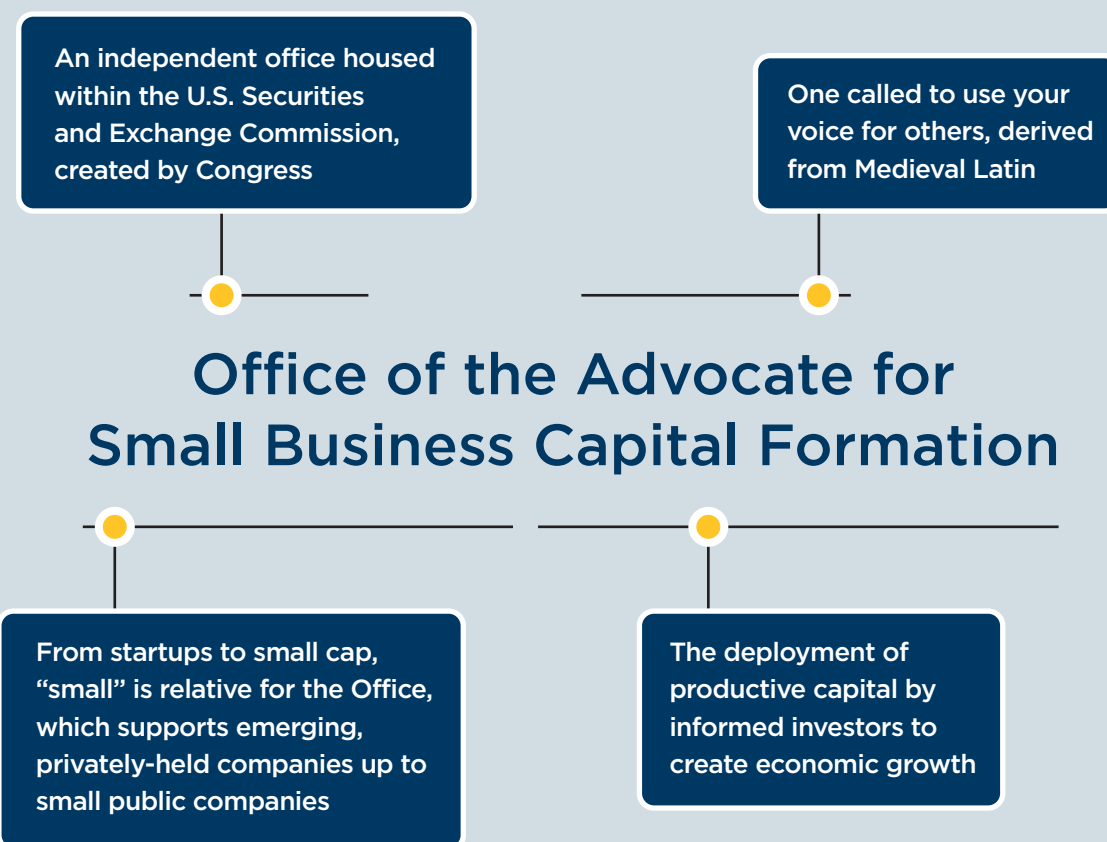 An independent office housed
within the U.S. Securities
and Exchange Commission,
created by Congress
One called to use your
voice for others, derived
from Medieval Latin
Office of the Advocate for
Small Business Capital Formation
From startups to small cap,
“small” is relative for the Office,
which supports emerging,
privately-held companies up to
small public companies
The deployment of
productive capital by
informed investors to
create economic growth